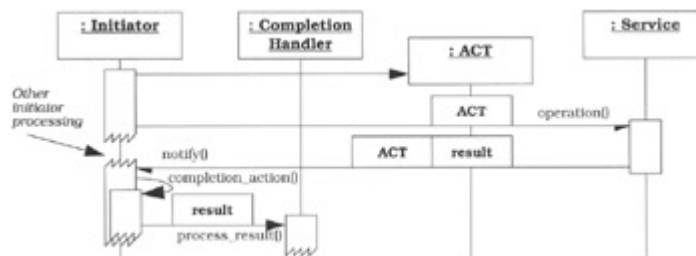 : Initiator
: Completion
Handler
: ACT
: Service
Other
initiator
processing
ACT
operation()
notify()
ACT
result
completion_action()
result
process_result()